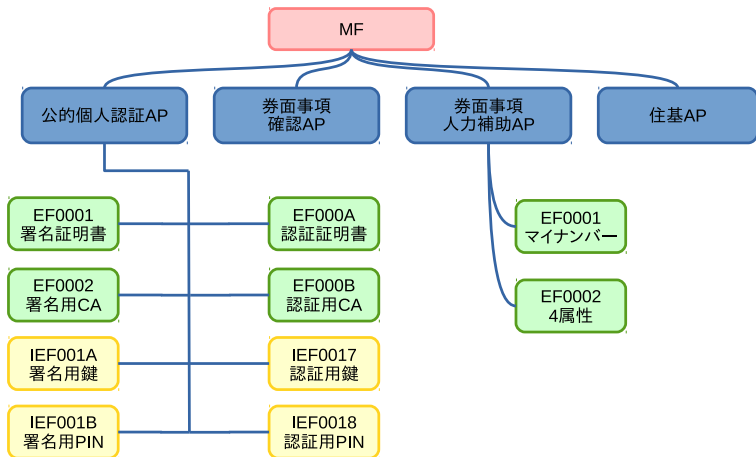 MF
公的個人認証AP
券面事項
確認AP
券面事項
人力補助AP
住基AP
EF0001
署名証明書
EF000A
認証証明書
EF0001
マイナンバー
EF0002
署名用CA
EF000B
認証用CA
EF0002
4属性
IEF001A
署名用鍵
IEF0017
認証用鍵
IEF001B
署名用PIN
IEF0018
認証用PIN